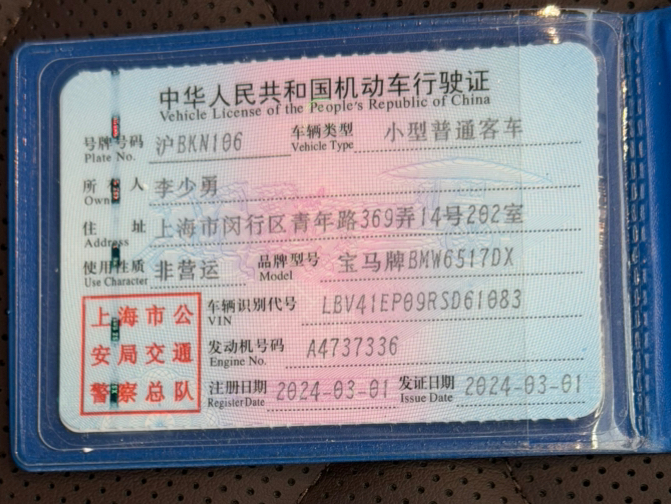 中华人民共和国机动车行驶证
Vehicle License of the People's Republic of China
号牌号码 沪BKN106 车辆类型 小型普通客车
Plate No. Vehicle Type
所有人 李少勇
Owner
住址 上海市闵行区青年路369弄14号202室
Address
使用性质 非营运 品牌型号 宝马牌BMW6517DX
Use Character Model
上海市公安局交通警察总队
车辆识别代号 LBV41EP09RSD61083
VIN
发动机号码 A4737336
Engine No.
注册日期 2024-03-01 发证日期 2024-03-01
Register Date Issue Date